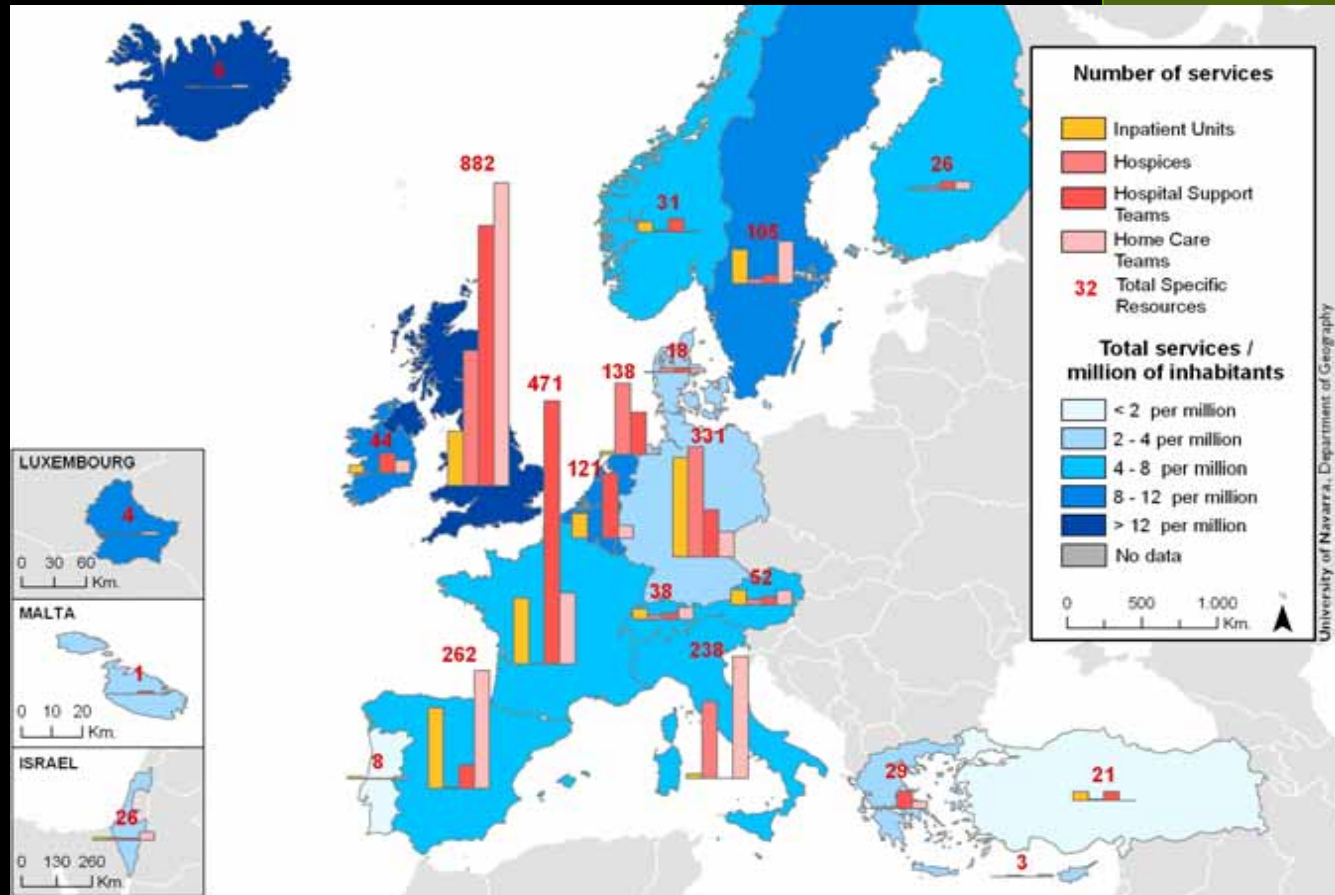 6
882
31
26
105
18
138
471
331
121
44
52
38
262
238
8
29
21
3
LUXEMBOURG
4
0 30 60
Km.
MALTA
1
0 10 20
Km.
ISRAEL
26
0 130 260
Km.
Number of services
Inpatient Units
Hospices
Hospital Support
Teams
Home Care
Teams
32 Total Specific
Resources
Total services /
million of inhabitants
< 2 per million
2 - 4 per million
4 - 8 per million
8 - 12 per million
> 12 per million
No data
0 500 1.000
Km.
University of Navarra, Department of Geography